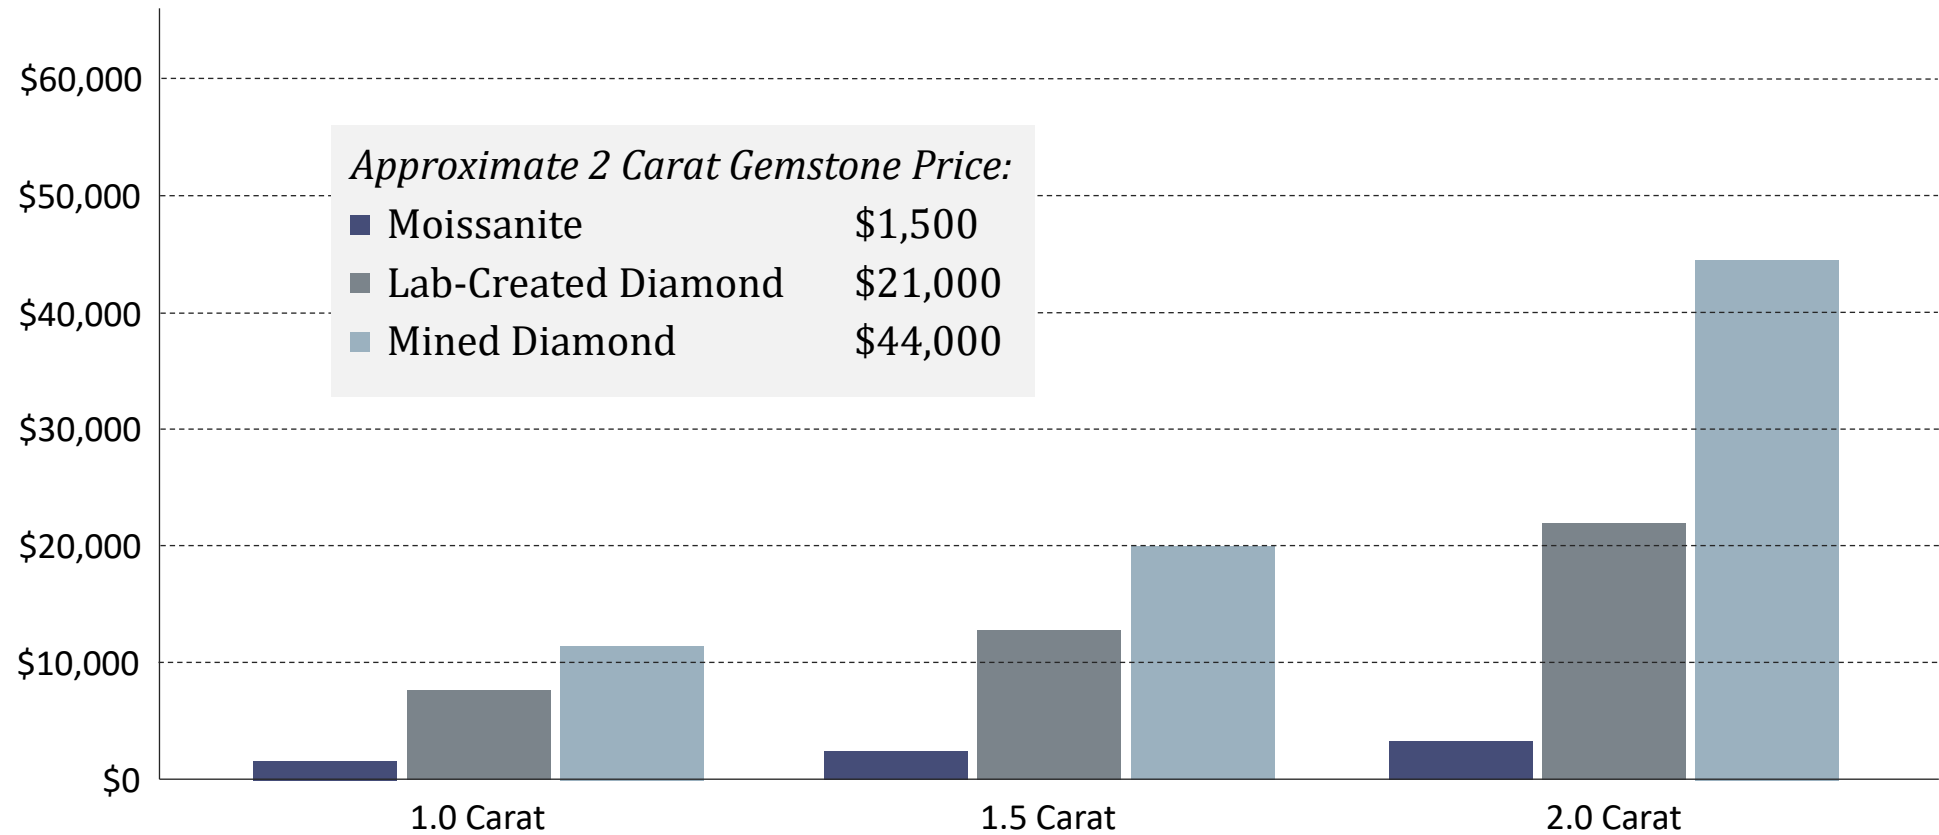 $60,000
$50,000
$40,000
$30,000
$20,000
$10,000
$0
Approximate 2 Carat Gemstone Price:
Moissanite $1,500
Lab-Created Diamond $21,000
Mined Diamond $44,000
1.0 Carat 1.5 Carat 2.0 Carat